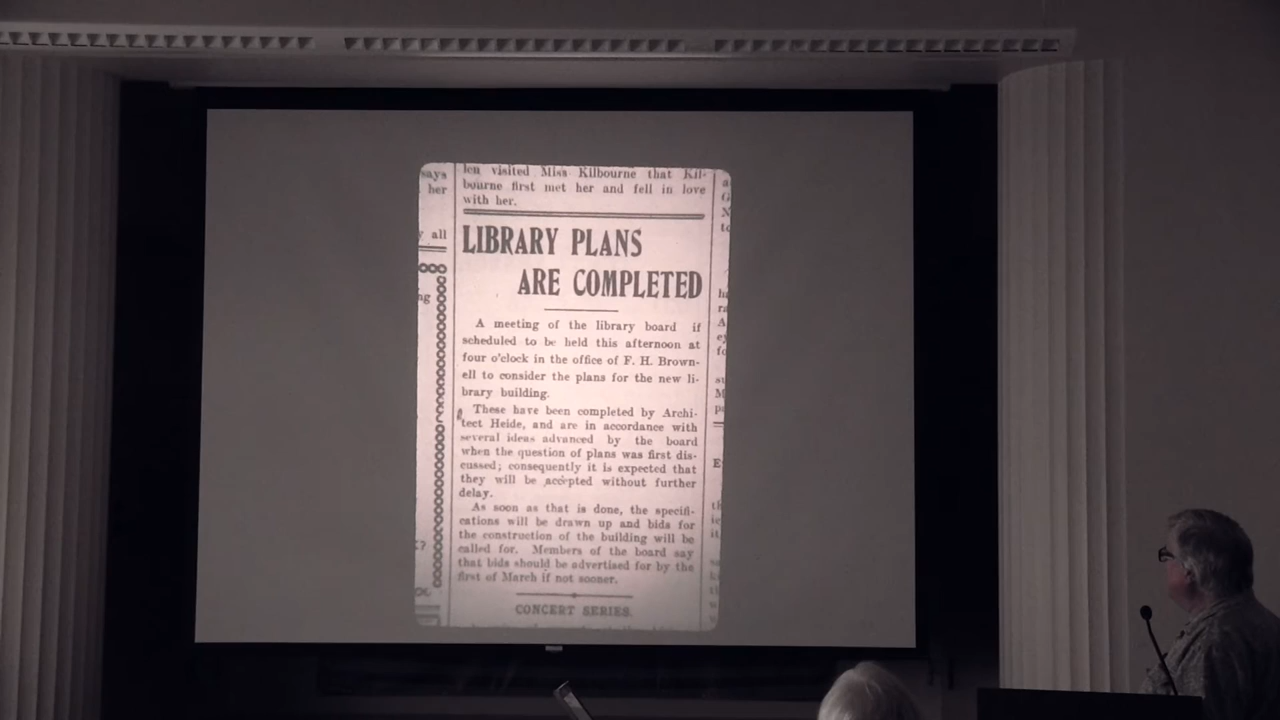 len visited Miss Kilbourne that Kil-
bourne first met her and fell in love
with her.
says
her
all
LIBRARY PLANS
ARE COMPLETED
A meeting of the library board if
scheduled to be held this afternoon at
four o'clock in the office of F. H. Brown-
ell to consider the plans for the new li-
brary building.
These have been completed by Archi-
tect Heide, and are in accordance with
several ideas advanced by the board
when the question of plans was first dis-
cussed; consequently it is expected that
they will be accepted without further
delay.
As soon as that is done, the specifi-
cations will be drawn up and bids for
the construction of the building will be
called for. Members of the board say
that bids should be advertised for by the
first of March if not sooner.
CONCERT SERIES.